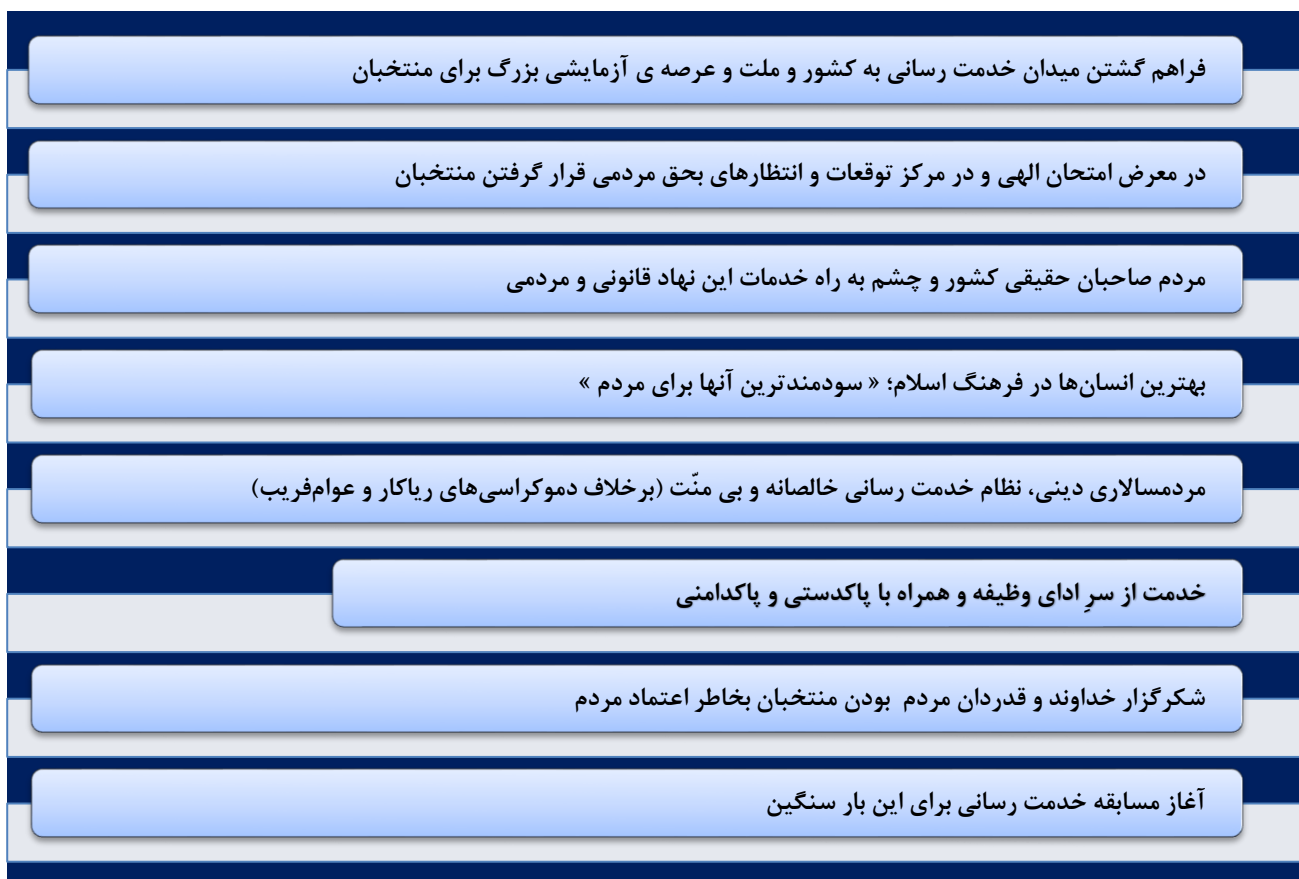 فراهم گشتن میدان خدمت رسانی به کشور و ملت و عرصه ی آزمایشی بزرگ برای منتخبان
در معرض امتحان الهی و در مرکز توقعات و انتظارهای بحق مردمی قرار گرفتن منتخبان
مردم صاحبان حقیقی کشور و چشم به راه خدمات این نهاد قانونی و مردمی
بهترین انسان‌ها در فرهنگ اسلام؛ « سودمندترین آنها برای مردم »
مردمسالاری دینی، نظام خدمت رسانی خالصانه و بی منّت (برخلاف دموکراسی‌های ریاکار و عوام‌فریب)
خدمت از سرِ ادای وظیفه و همراه با پاکدستی و پاکدامنی
شکرگزار خداوند و قدردان مردم بودن منتخبان بخاطر اعتماد مردم
آغاز مسابقه خدمت رسانی برای این بار سنگین